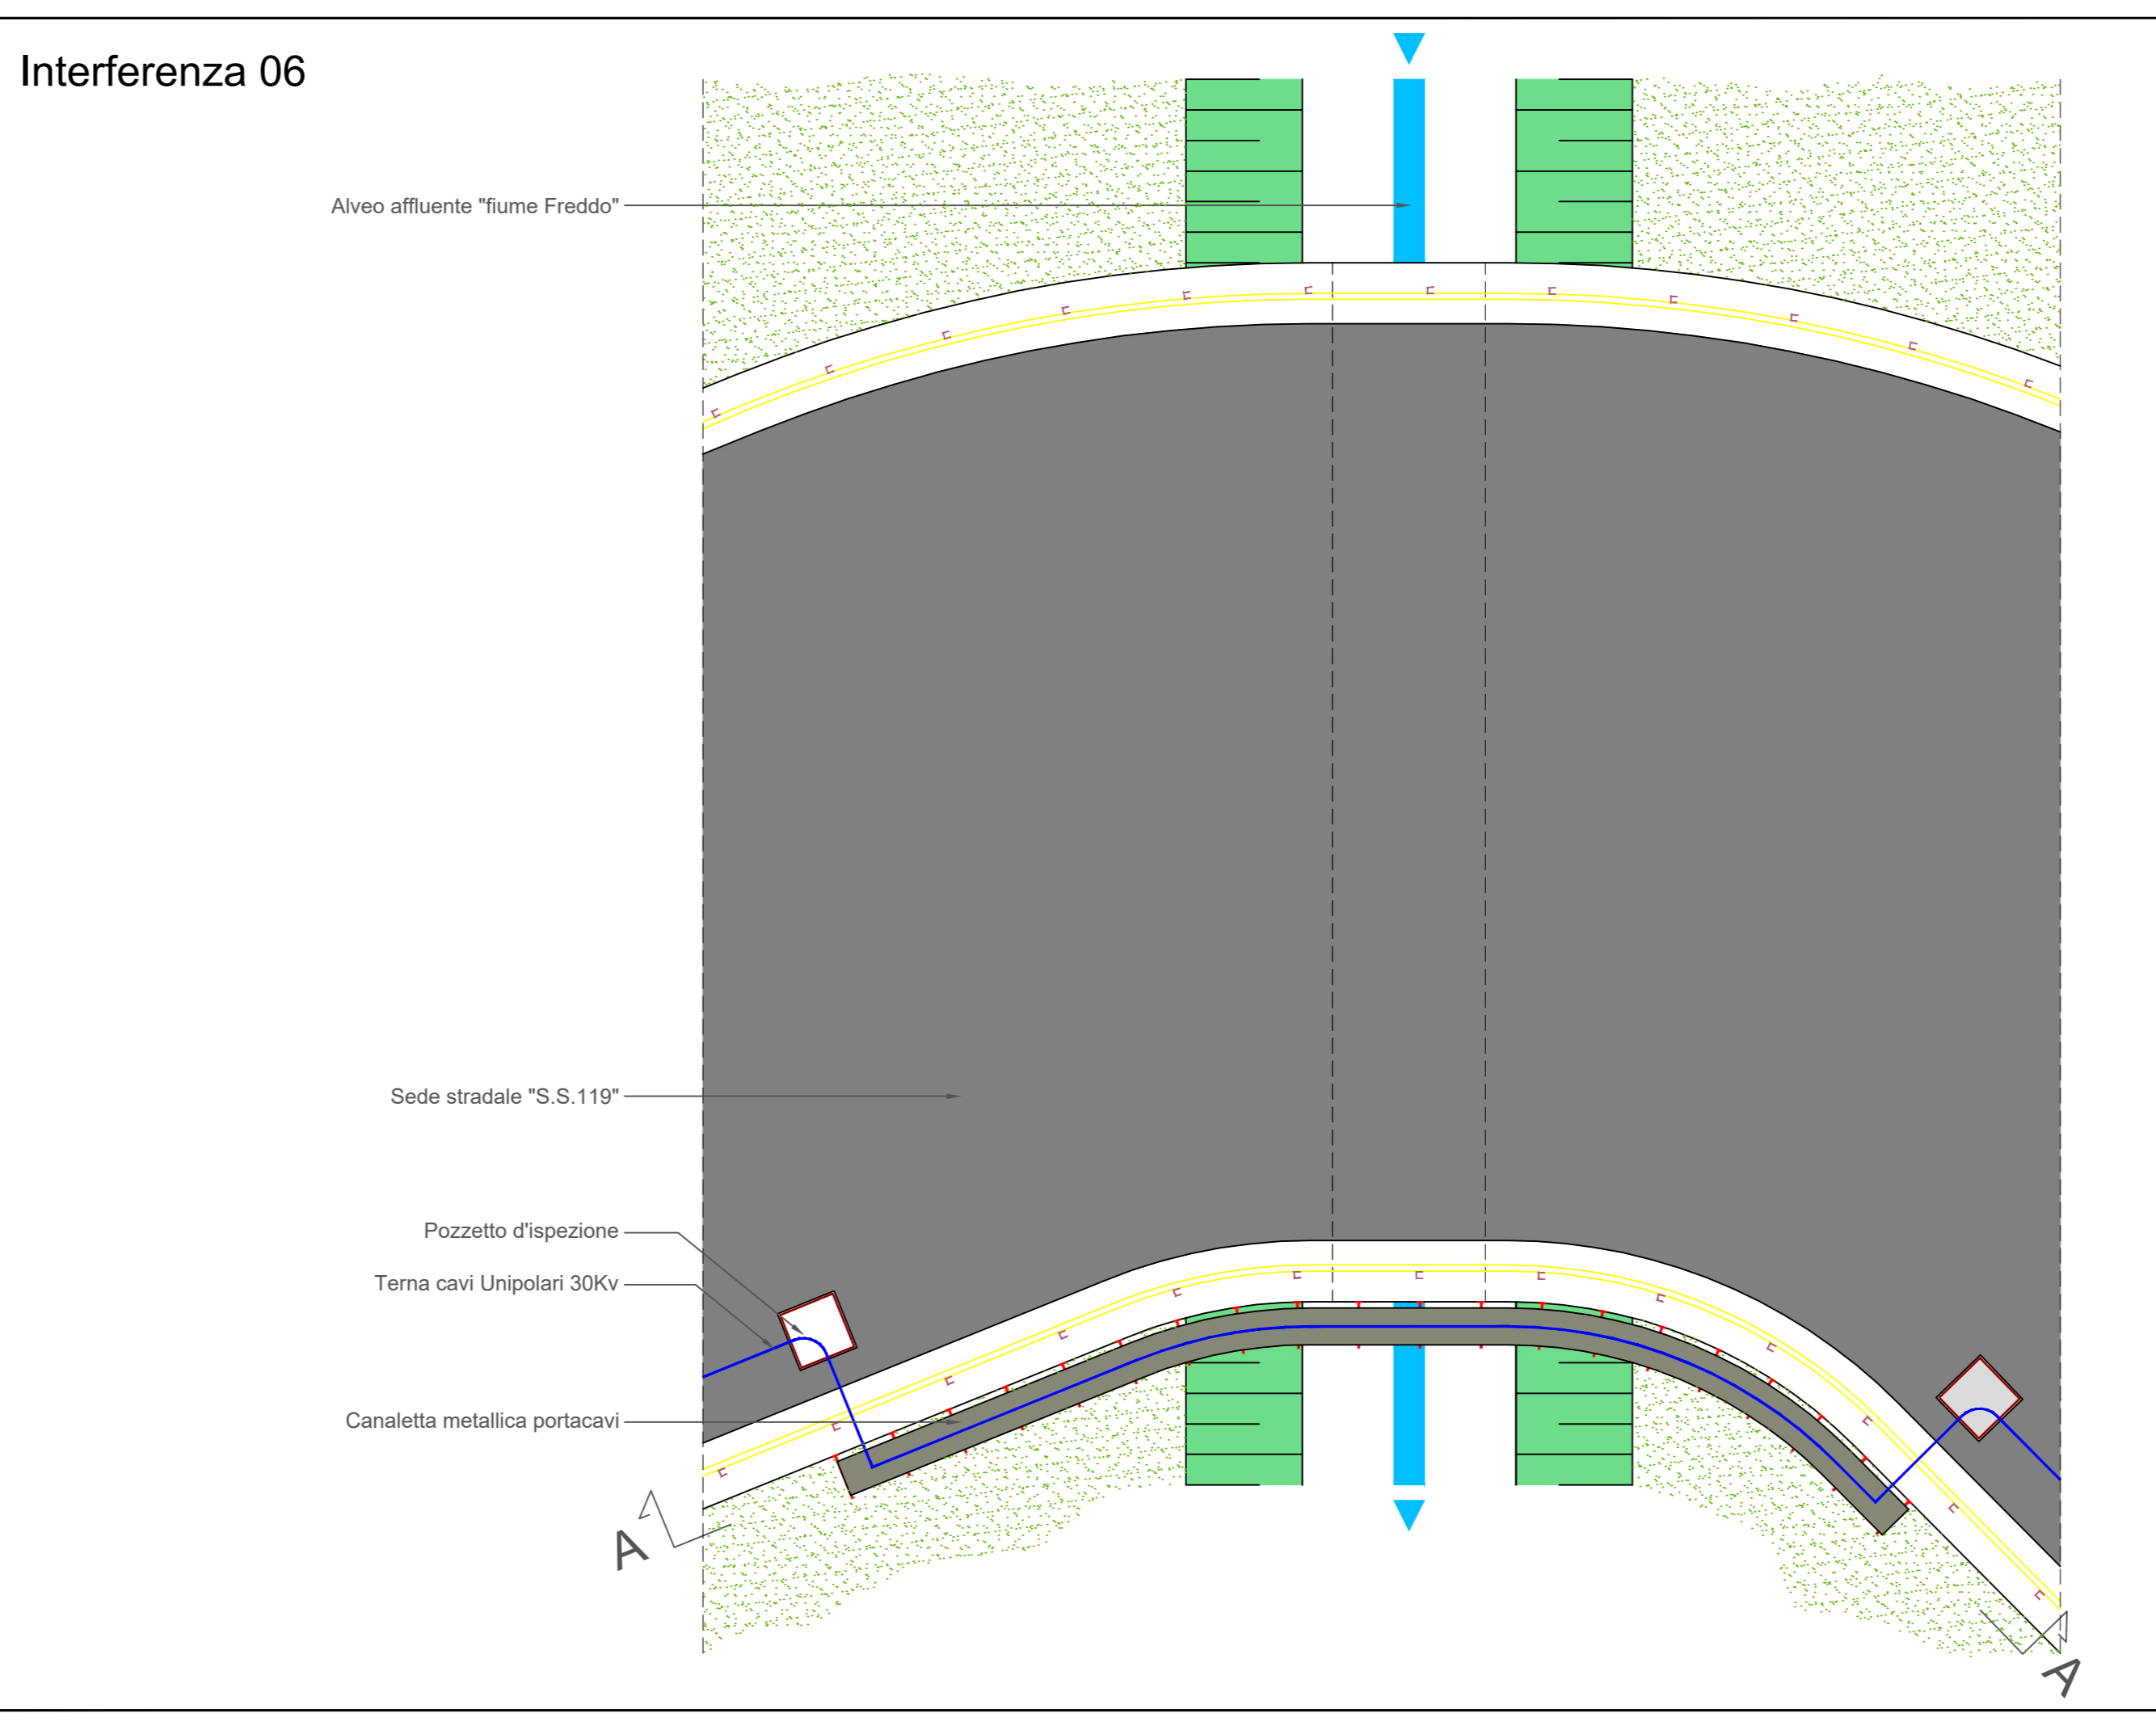 Interferenza 06
Alveo affluente "fiume Freddo"
Sede stradale "S.S.119"
Pozzetto d'ispezione
Terna cavi Unipolari 30Kv
Canaletta metallica portacavi
A
A